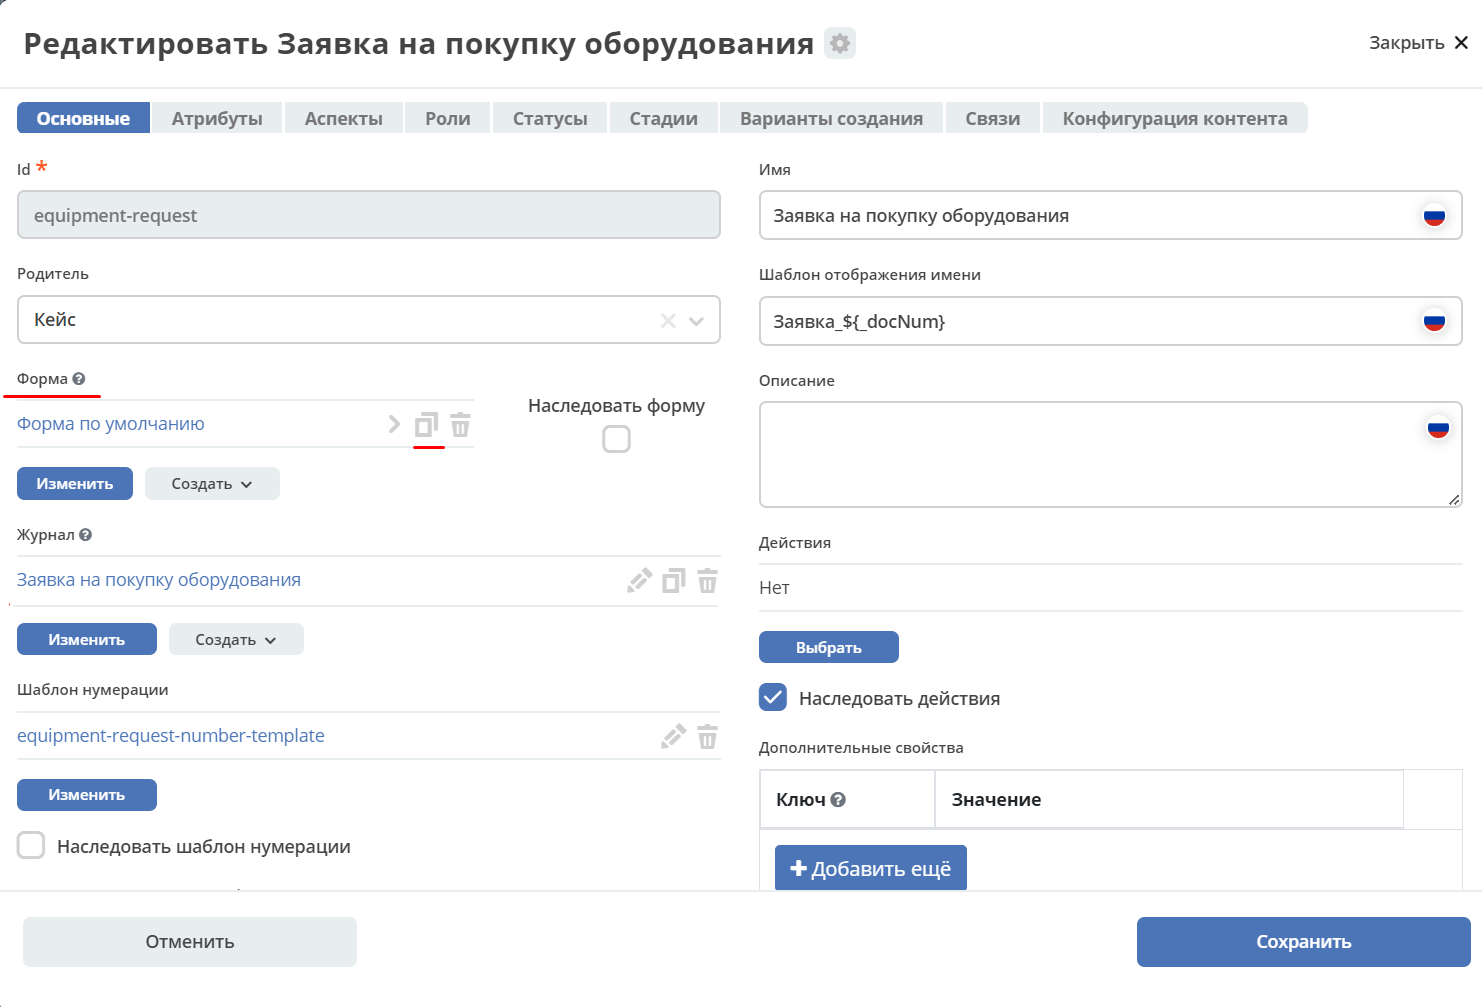 Редактировать Заявка на покупку оборудования
Закрыть
Основные
Атрибуты
Аспекты
Роли
Статусы
Стадии
Варианты создания
Связи
Конфигурация контента
Id *
equipment-request
Родитель
Кейс
Форма
Форма по умолчанию
Наследовать форму
Изменить
Создать
Журнал
Заявка на покупку оборудования
Изменить
Создать
Шаблон нумерации
equipment-request-number-template
Изменить
Наследовать шаблон нумерации
Имя
Заявка на покупку оборудования
Шаблон отображения имени
Заявка_${_docNum}
Описание
Действия
Нет
Выбрать
Наследовать действия
Дополнительные свойства
Ключ
Значение
Добавить ещё
Отменить
Сохранить